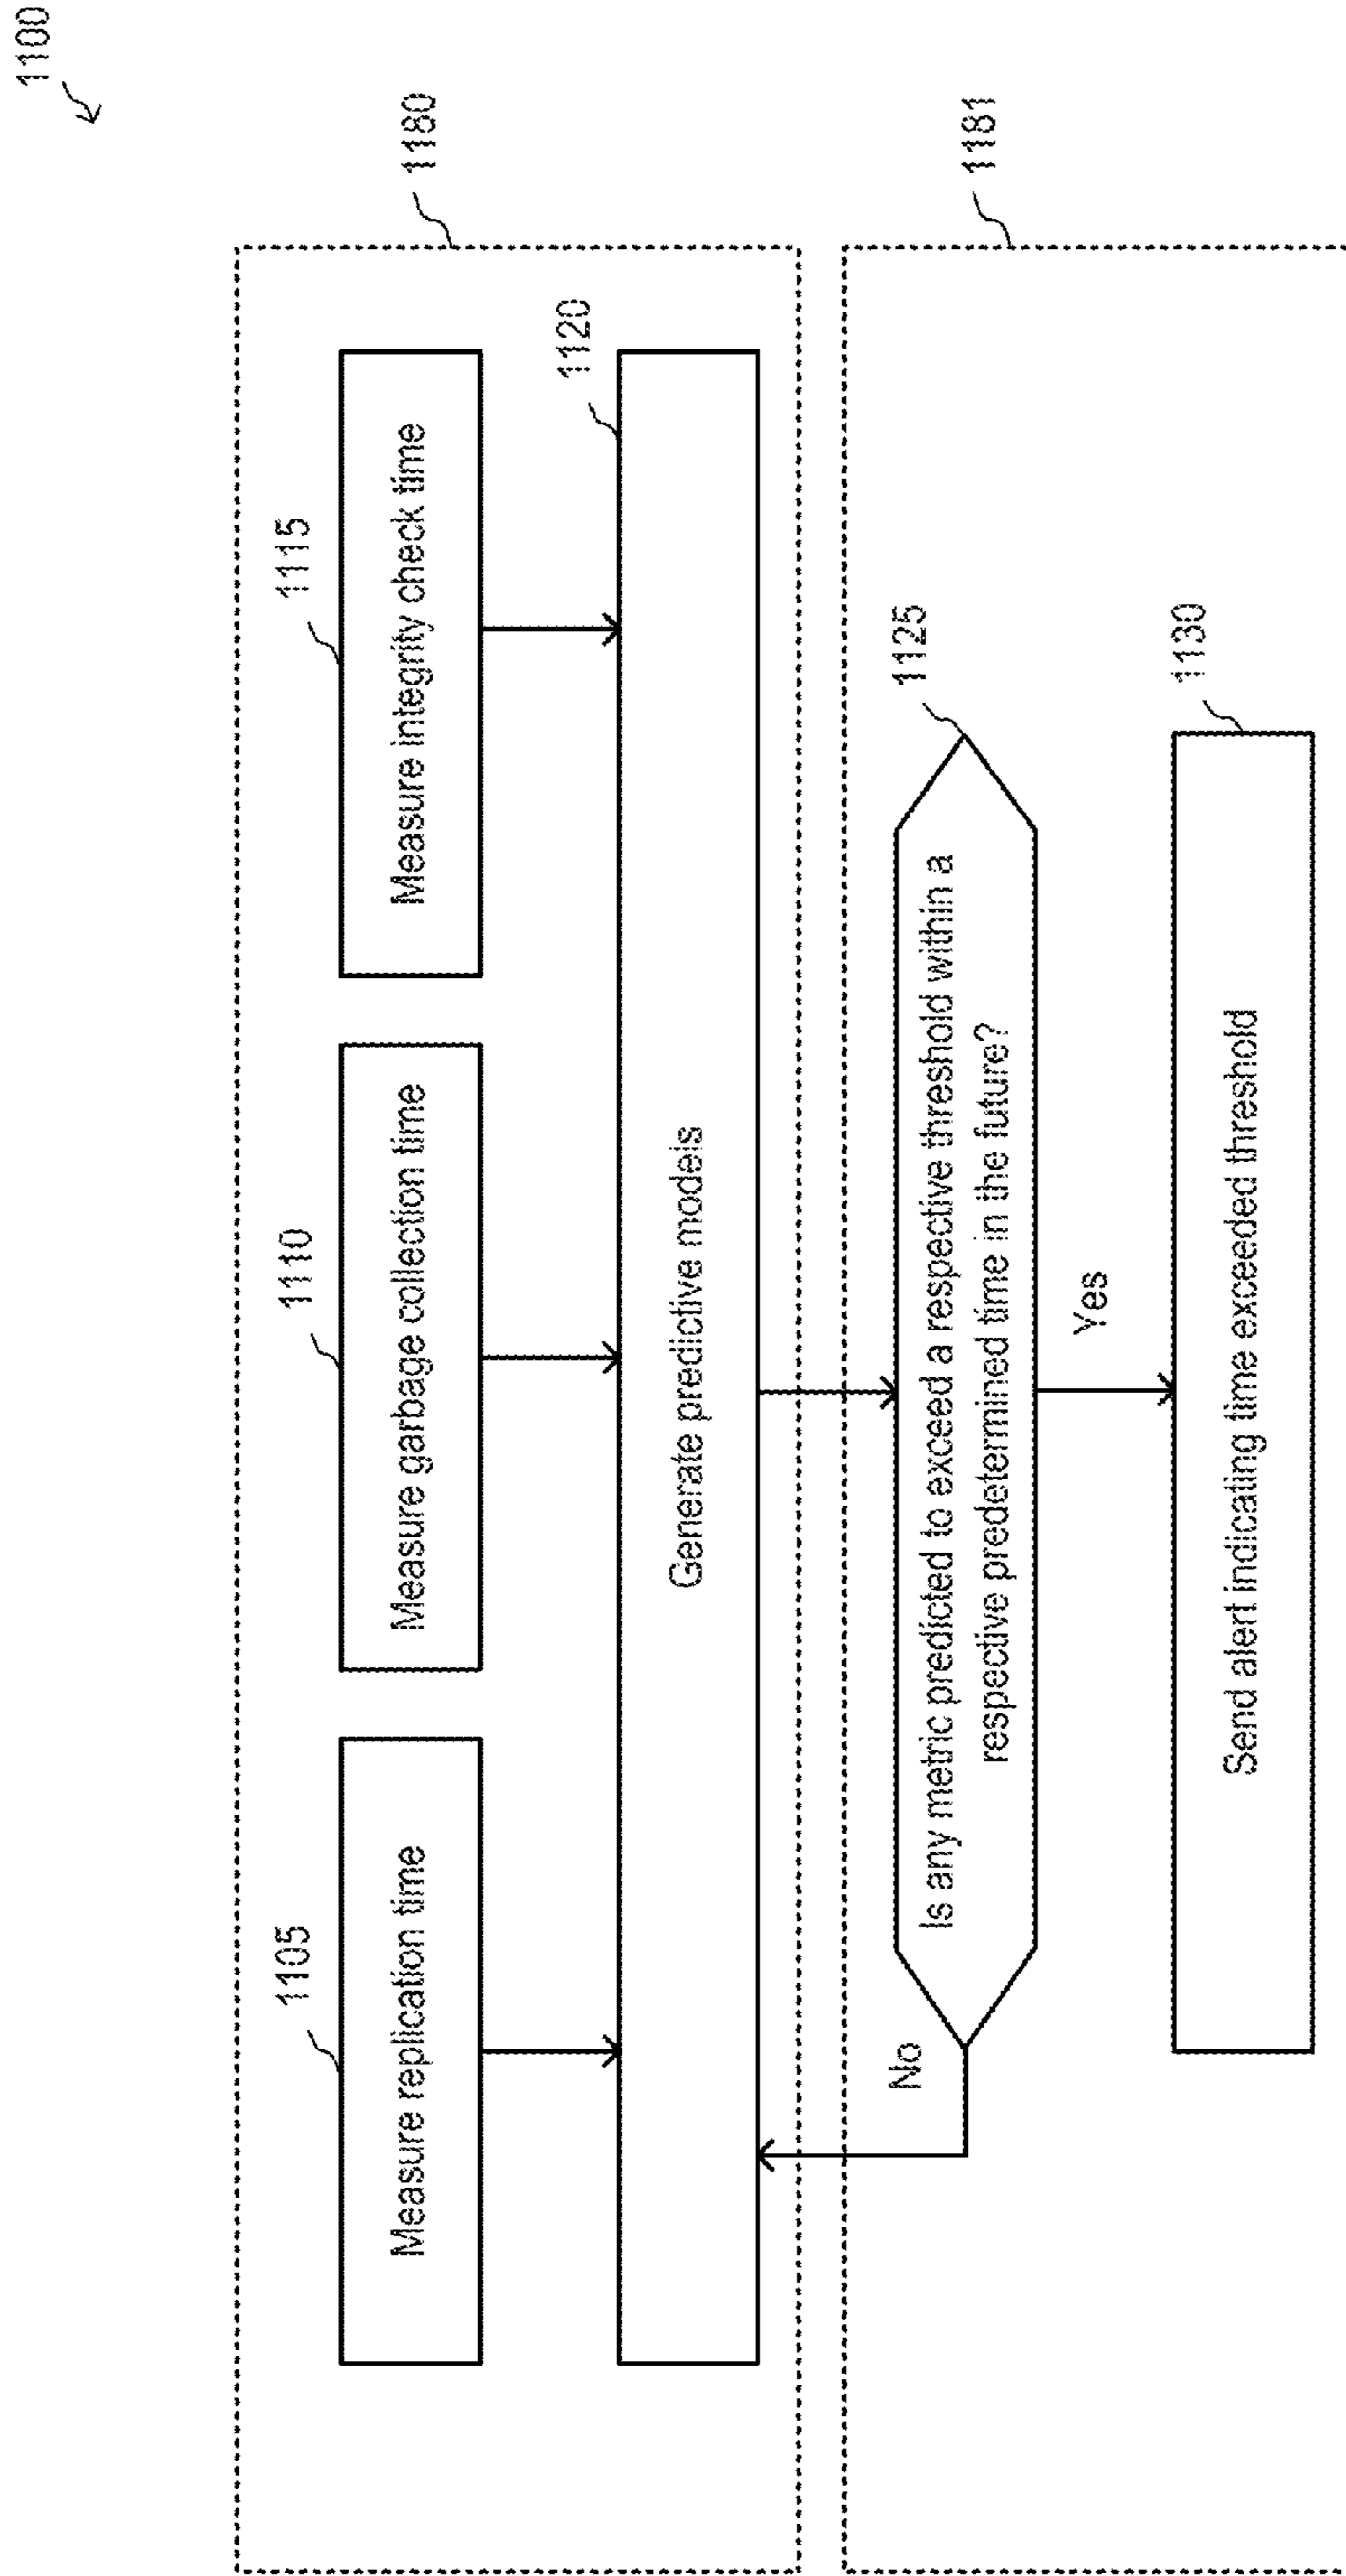 1100
1180
1105
1110
1115
Measure replication time
Measure garbage collection time
Measure integrity check time
1120
Generate predictive models
1181
1125
No
Is any metric predicted to exceed a respective threshold within a
respective predetermined time in the future?
Yes
1130
Send alert indicating time exceeded threshold